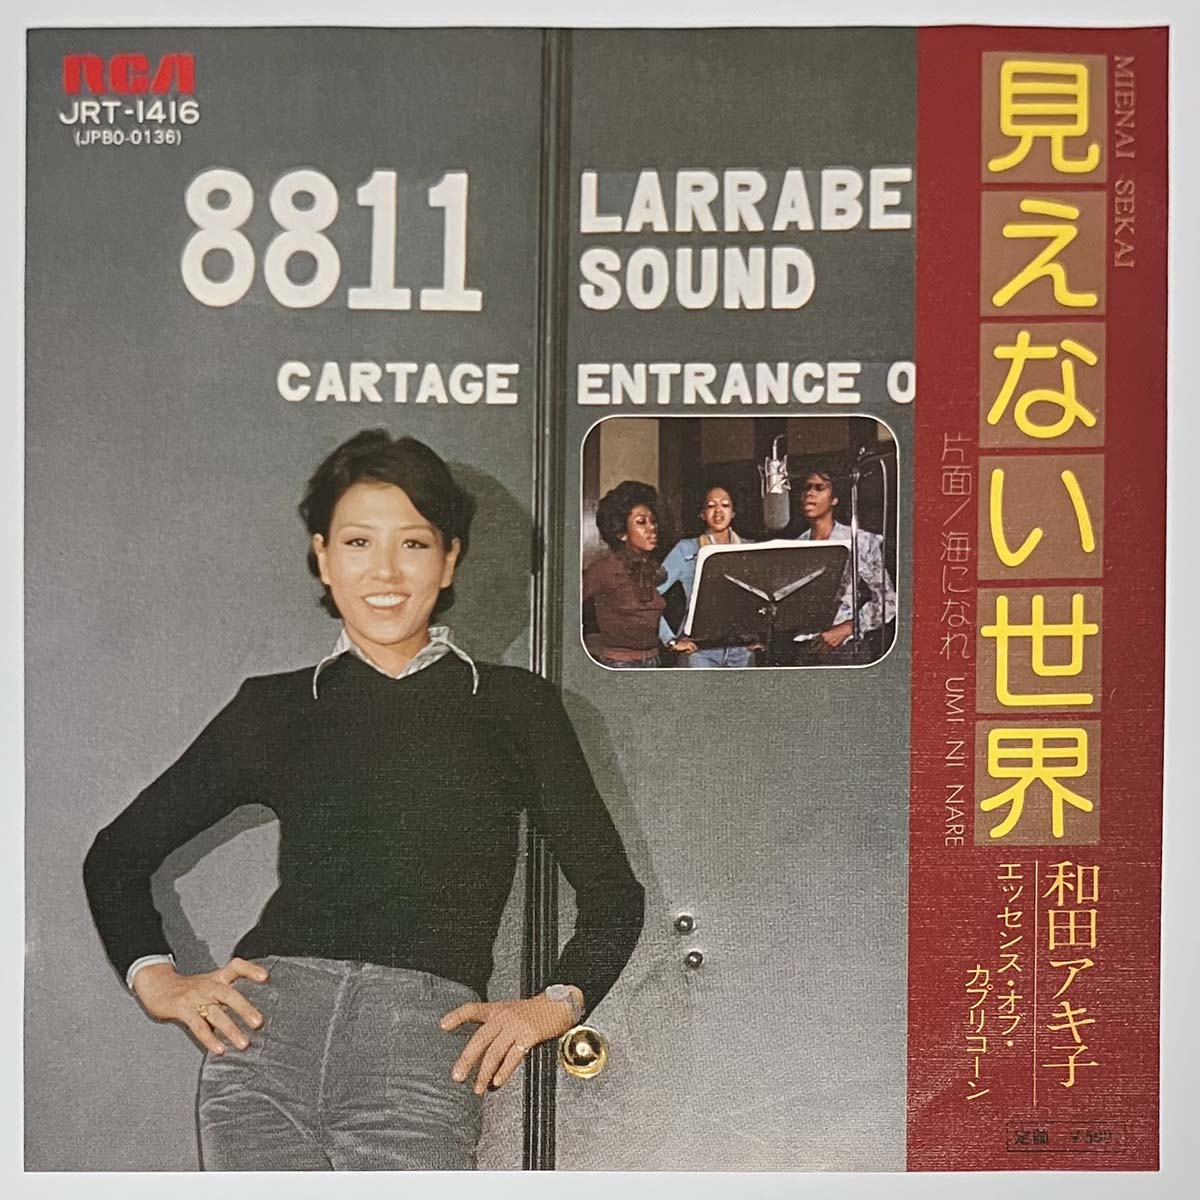 RCA
JRT-1416
(JPBO-0136)
8811
LARRABE
SOUND
CARTAGE
ENTRANCE O
見えない世界
MIENAI SEKAI
片面/海になれ UMI NI NARE
和田アキ子
エッセンス・オブ・
カプリコーン
定価